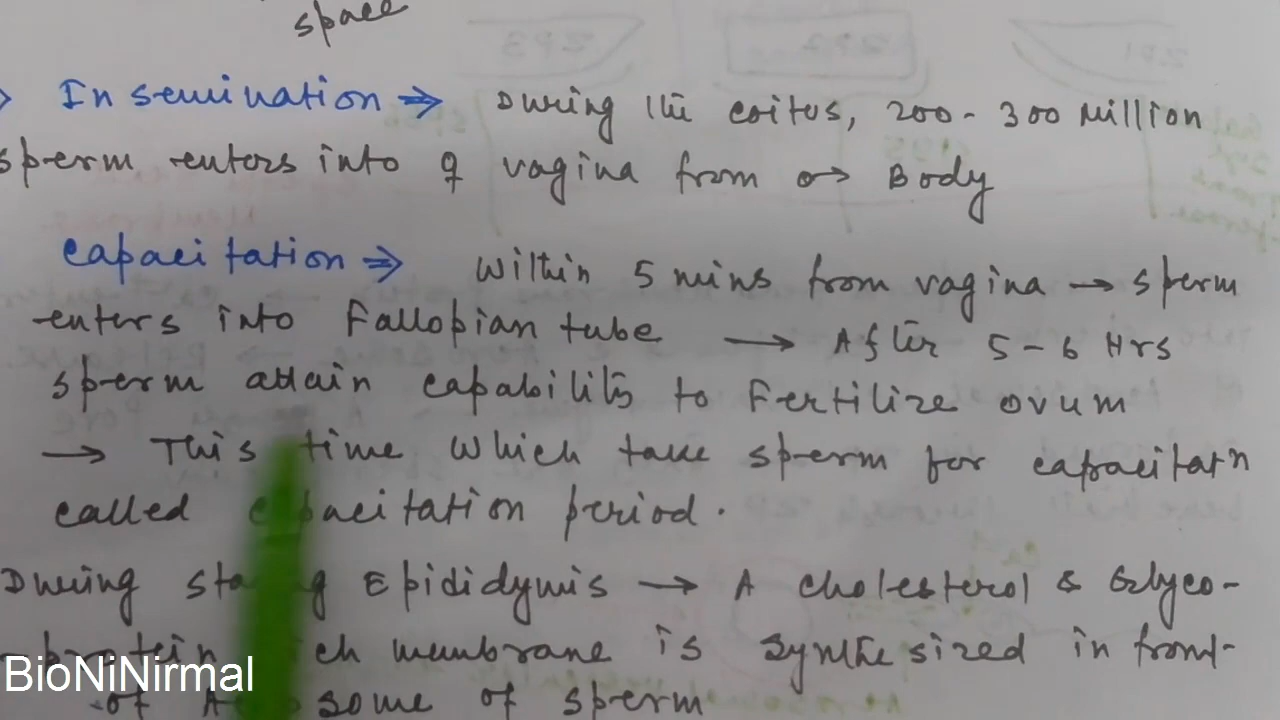 space
Insemination ⇒ During the coitus, 200-300 Million
sperm enters into ♀ vagina from ♂ Body
Capacitation ⇒ Within 5 mins from vagina → sperm
enters into Fallopian tube → After 5-6 Hrs
sperm attain capability to Fertilize ovum
→ This time which take sperm for capacitatn
called capacitation period.
During Epididymis → A cholesterol & Glyco-
protein membrane is synthesized in front-
of sperm
BioNiNirmal